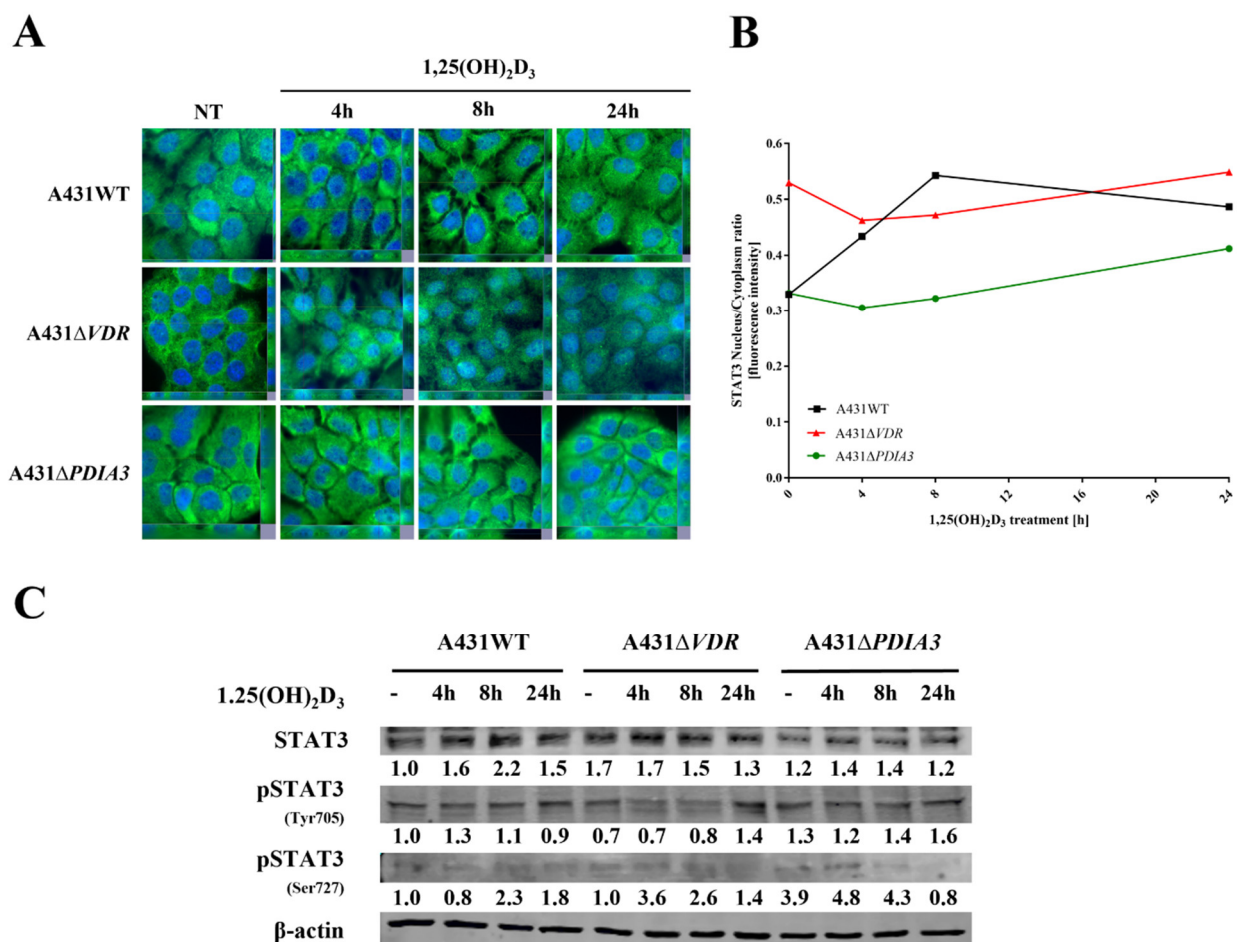 A
1,25(OH)₂D₃
NT 4h 8h 24h
A431WT
A431ΔVDR
A431ΔPDIA3
B
STAT3 Nucleus/Cytoplasm ratio
[fluorescence intensity]
0.6
0.5
0.4
0.3
0.2
0.1
0.0
A431WT
A431ΔVDR
A431ΔPDIA3
0 4 8 12 16 20 24
1,25(OH)₂D₃ treatment [h]
C
A431WT A431ΔVDR A431ΔPDIA3
1.25(OH)₂D₃ - 4h 8h 24h - 4h 8h 24h - 4h 8h 24h
STAT3
1.0 1.6 2.2 1.5 1.7 1.7 1.5 1.3 1.2 1.4 1.4 1.2
pSTAT3
(Tyr705)
1.0 1.3 1.1 0.9 0.7 0.7 0.8 1.4 1.3 1.2 1.4 1.6
pSTAT3
(Ser727)
1.0 0.8 2.3 1.8 1.0 3.6 2.6 1.4 3.9 4.8 4.3 0.8
β-actin